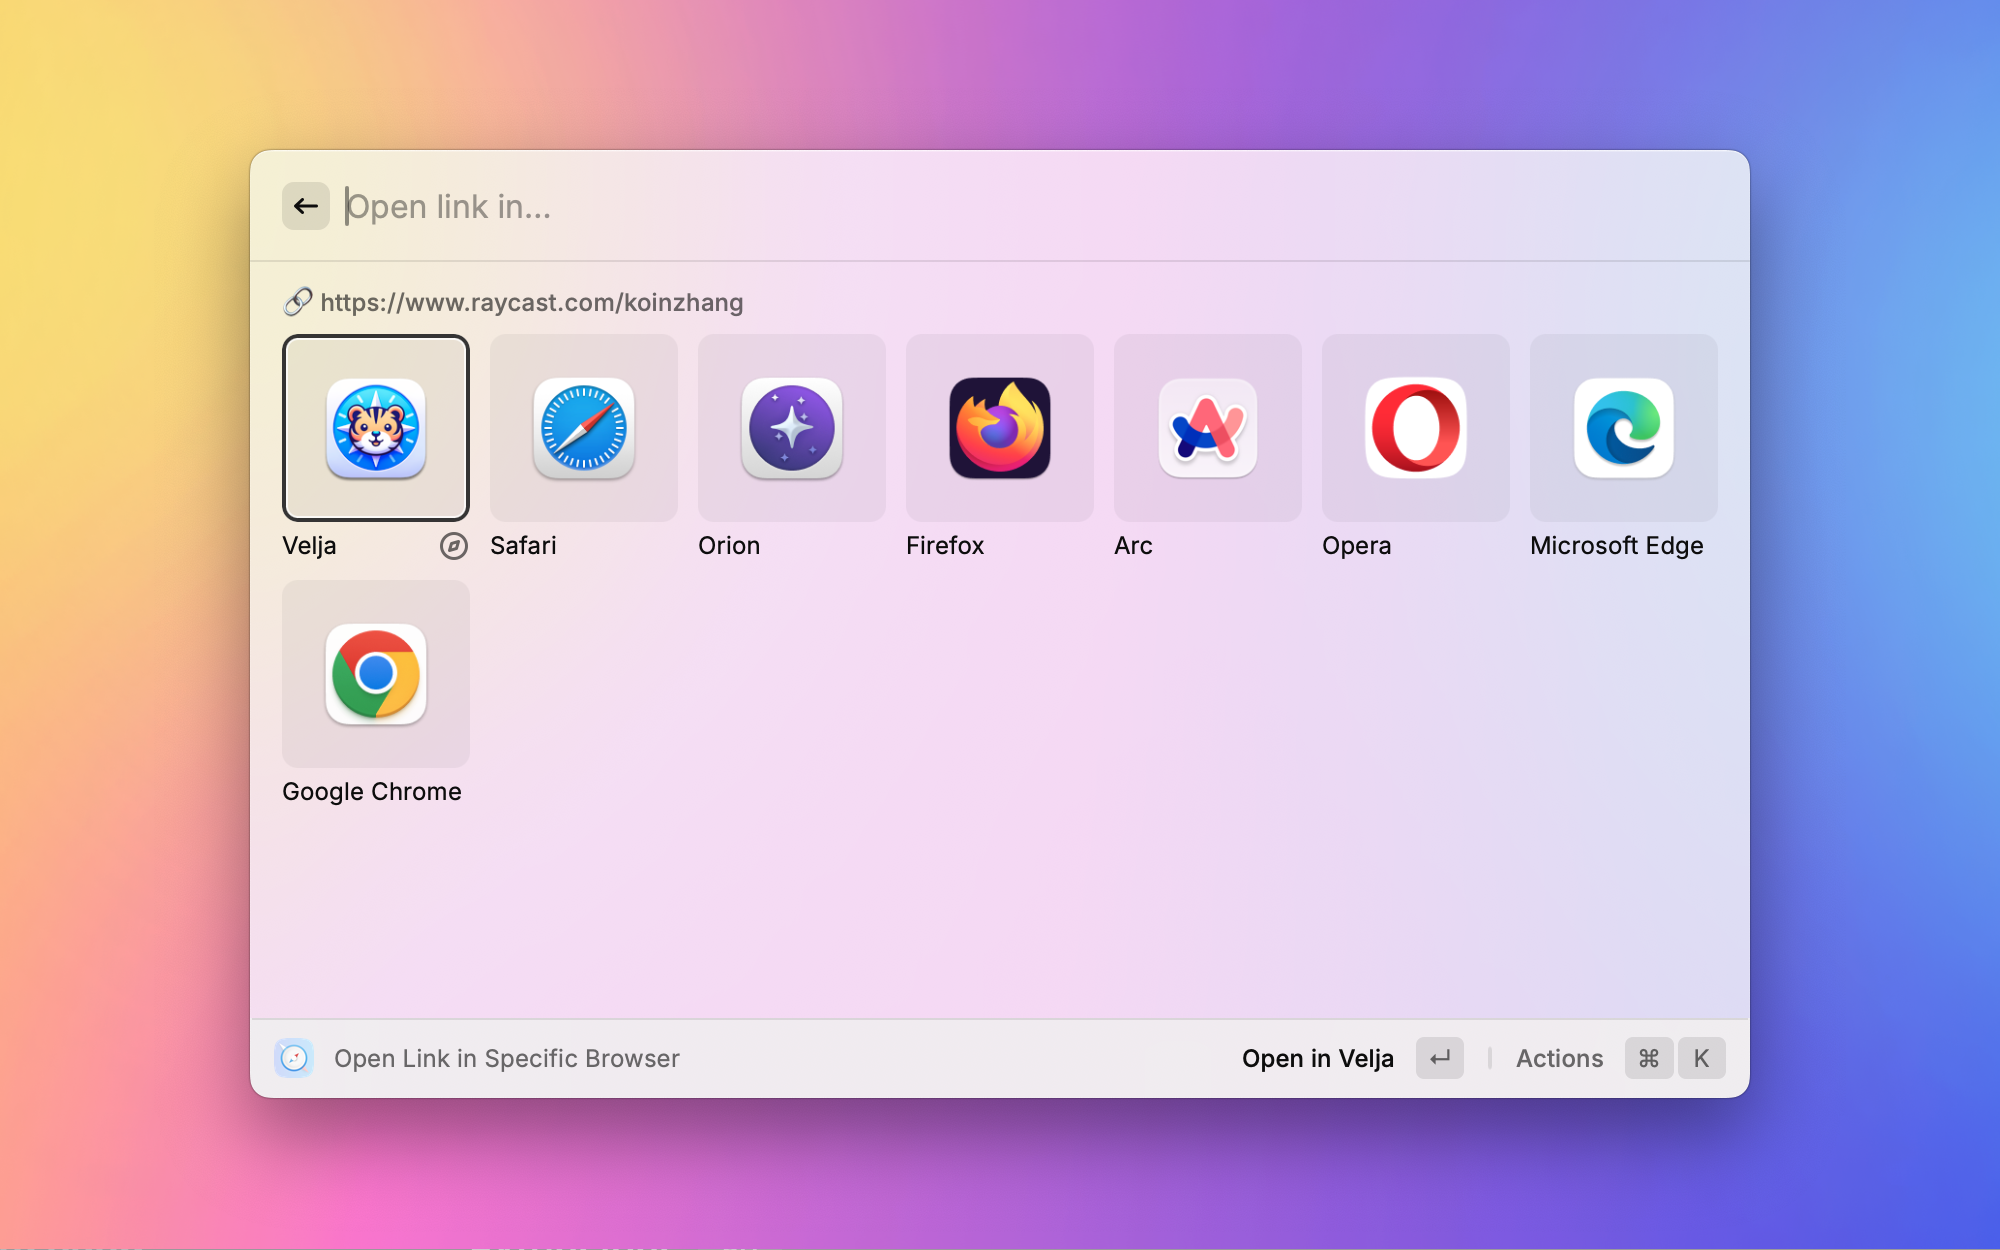 Open link in...
https://www.raycast.com/koinzhang
Velja
Safari
Orion
Firefox
Arc
Opera
Microsoft Edge
Google Chrome
Open Link in Specific Browser
Open in Velja
Actions ⌘ K